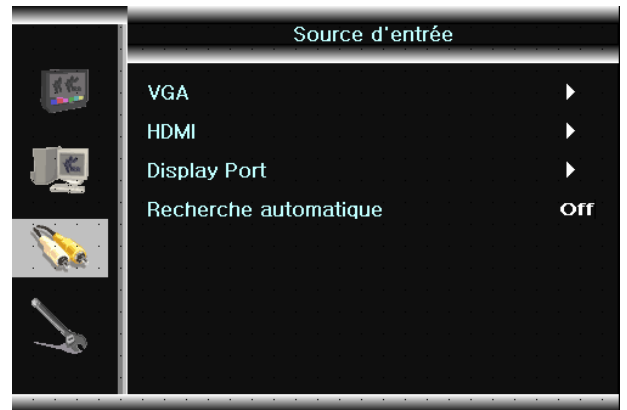 Source d'entrée
VGA
HDMI
Display Port
Recherche automatique Off